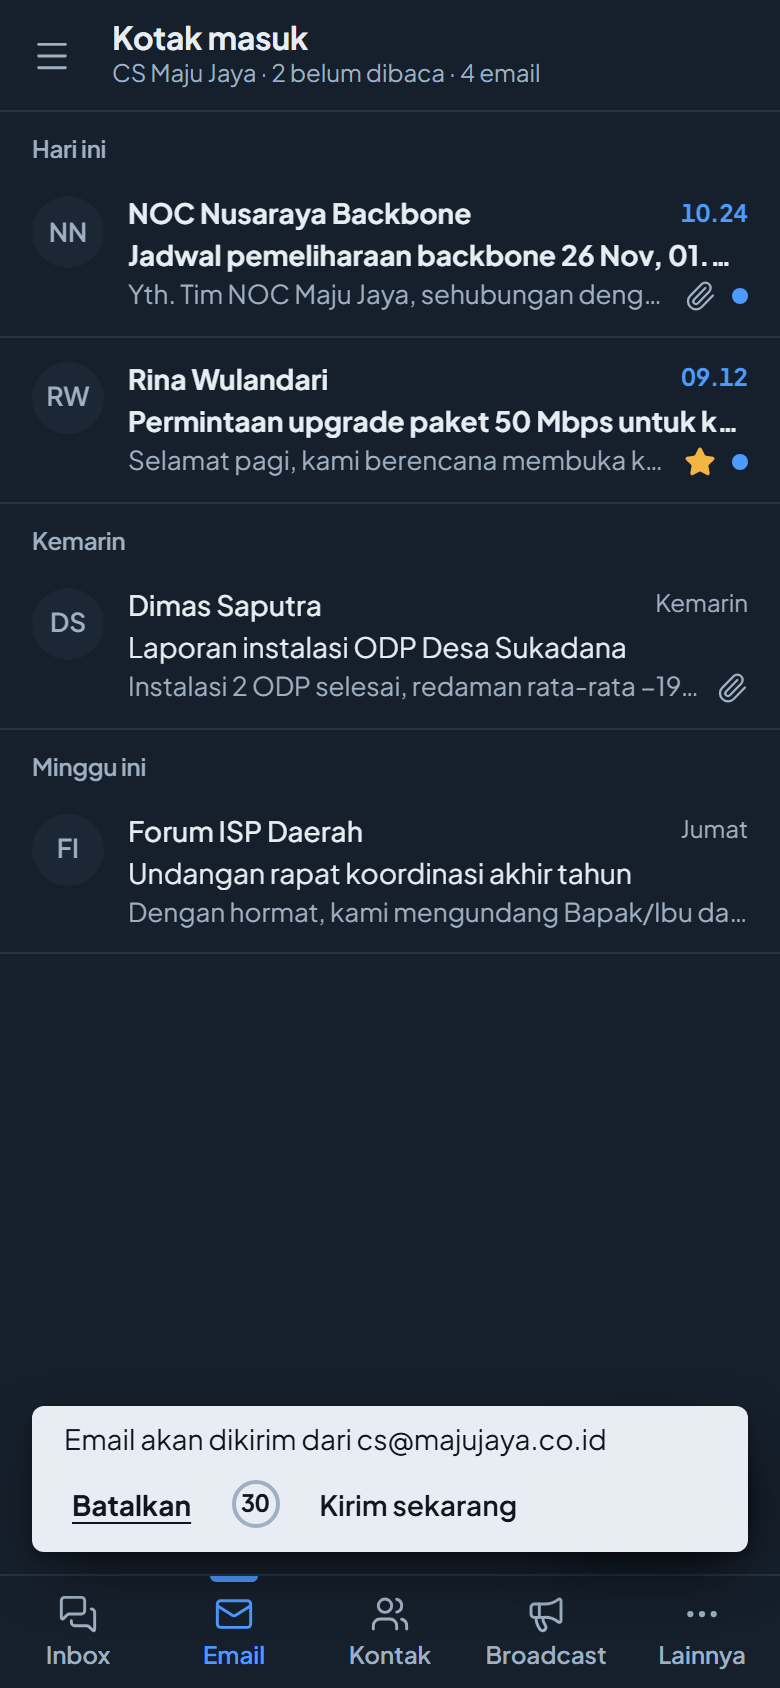 Kotak masuk
CS Maju Jaya · 2 belum dibaca · 4 email
Hari ini
NN
NOC Nusaraya Backbone
10.24
Jadwal pemeliharaan backbone 26 Nov, 01.…
Yth. Tim NOC Maju Jaya, sehubungan deng…
RW
Rina Wulandari
09.12
Permintaan upgrade paket 50 Mbps untuk k…
Selamat pagi, kami berencana membuka k…
Kemarin
DS
Dimas Saputra
Kemarin
Laporan instalasi ODP Desa Sukadana
Instalasi 2 ODP selesai, redaman rata-rata −19…
Minggu ini
FI
Forum ISP Daerah
Jumat
Undangan rapat koordinasi akhir tahun
Dengan hormat, kami mengundang Bapak/Ibu da…
Email akan dikirim dari cs@majujaya.co.id
Batalkan 30 Kirim sekarang
Inbox Email Kontak Broadcast Lainnya